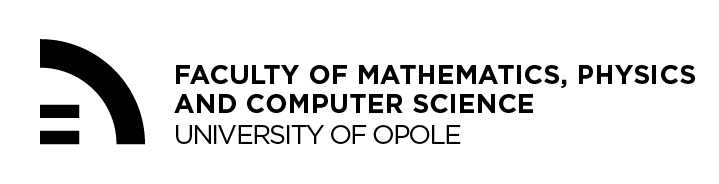 FACULTY OF MATHEMATICS, PHYSICS
AND COMPUTER SCIENCE
UNIVERSITY OF OPOLE